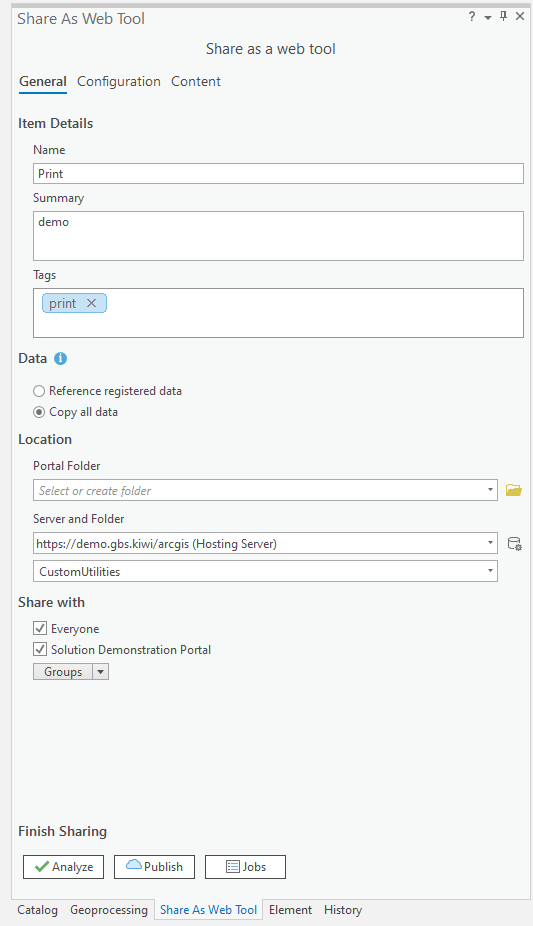 Share As Web Tool
Share as a web tool
General Configuration Content
Item Details
Name
Print
Summary
demo
Tags
print
Data
Reference registered data
Copy all data
Location
Portal Folder
Select or create folder
Server and Folder
https://demo.gbs.kiwi/arcgis (Hosting Server)
CustomUtilities
Share with
Everyone
Solution Demonstration Portal
Groups
Finish Sharing
Analyze Publish Jobs
Catalog Geoprocessing Share As Web Tool Element History